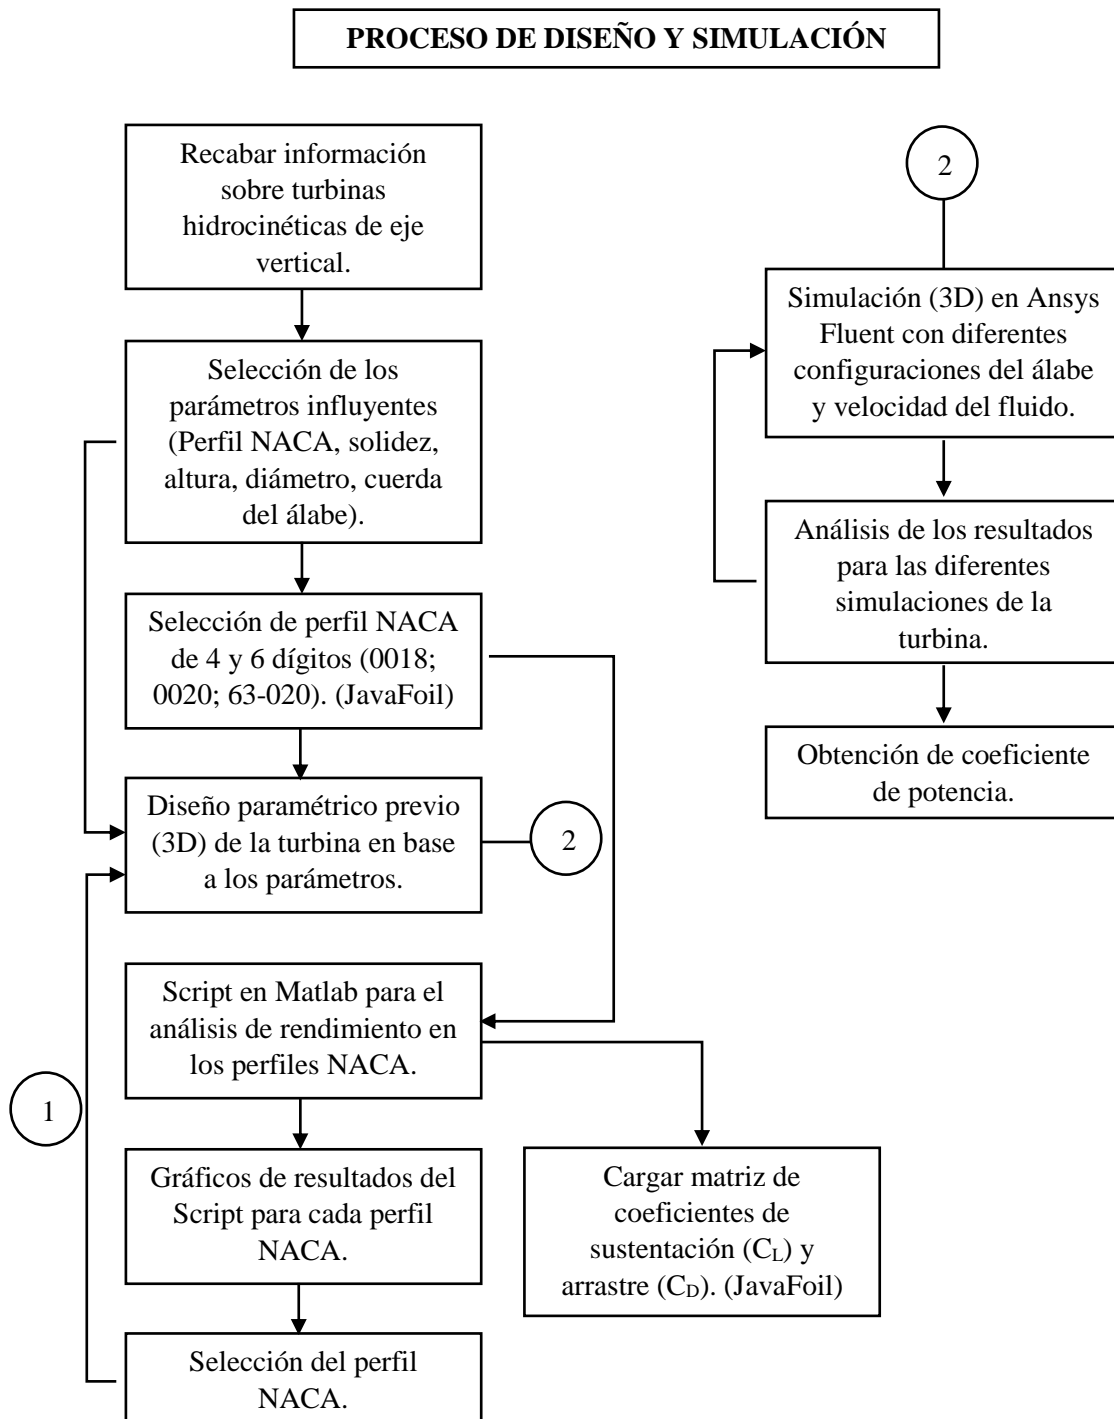 PROCESO DE DISEÑO Y SIMULACIÓN
Recabar información
sobre turbinas
hidrocinéticas de eje
vertical.
Selección de los
parámetros influyentes
(Perfil NACA, solidez,
altura, diámetro, cuerda
del álabe).
Selección de perfil NACA
de 4 y 6 dígitos (0018;
0020; 63-020). (JavaFoil)
Diseño paramétrico previo
(3D) de la turbina en base
a los parámetros.
2
Script en Matlab para el
análisis de rendimiento en
los perfiles NACA.
1
Gráficos de resultados del
Script para cada perfil
NACA.
Selección del perfil
NACA.
Cargar matriz de
coeficientes de
sustentación (CL) y
arrastre (CD). (JavaFoil)
2
Simulación (3D) en Ansys
Fluent con diferentes
configuraciones del álabe
y velocidad del fluido.
Análisis de los resultados
para las diferentes
simulaciones de la
turbina.
Obtención de coeficiente
de potencia.